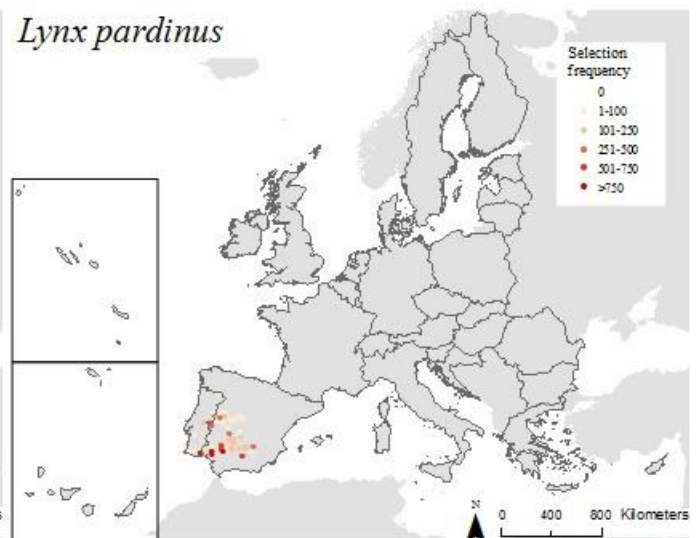 Lynx pardinus
Selection
frequency
0
1-100
101-250
251-500
501-750
>750
N
0 400 800 Kilometers